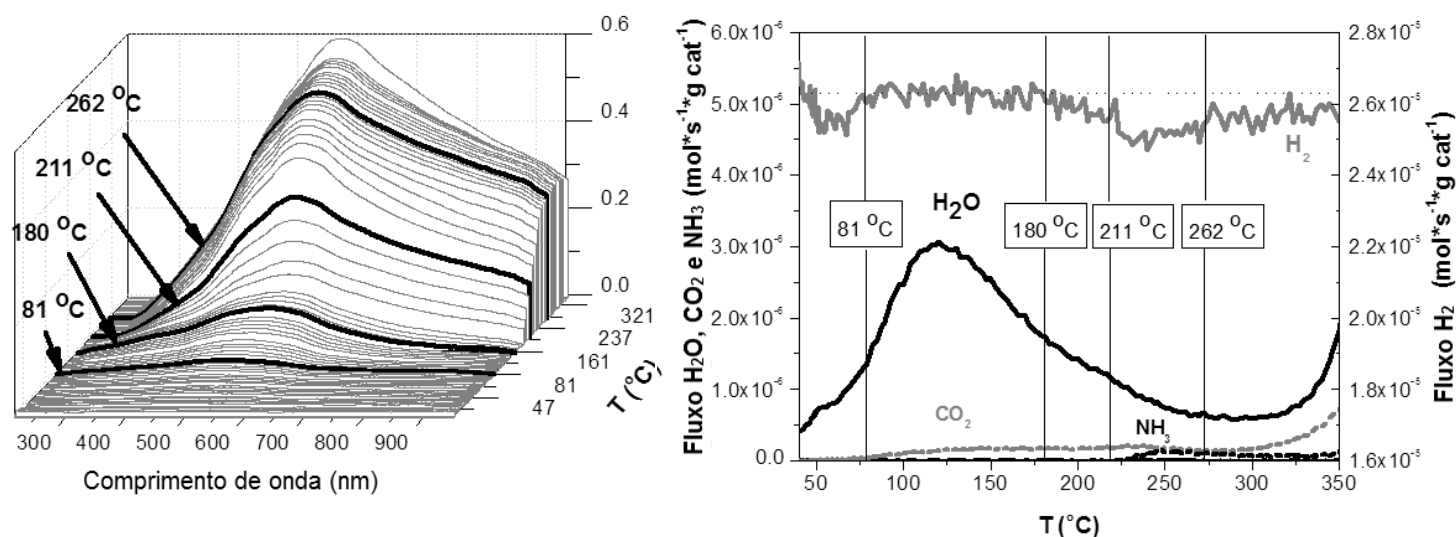 0.6
0.4
0.2
0.0
262 °C
211 °C
180 °C
81 °C
321
237
161
81
47
T (°C)
300 400 500 600 700 800 900
Comprimento de onda (nm)
Fluxo H₂O, CO₂ e NH₃ (mol*s⁻¹*g cat⁻¹)
6.0x10⁻⁶
5.0x10⁻⁶
4.0x10⁻⁶
3.0x10⁻⁶
2.0x10⁻⁶
1.0x10⁻⁶
0.0
H₂
H₂O
81 °C
180 °C
211 °C
262 °C
CO₂
NH₃
2.8x10⁻⁵
2.6x10⁻⁵
2.4x10⁻⁵
2.2x10⁻⁵
2.0x10⁻⁵
1.8x10⁻⁵
1.6x10⁻⁵
Fluxo H₂ (mol*s⁻¹*g cat⁻¹)
50 100 150 200 250 300 350
T (°C)